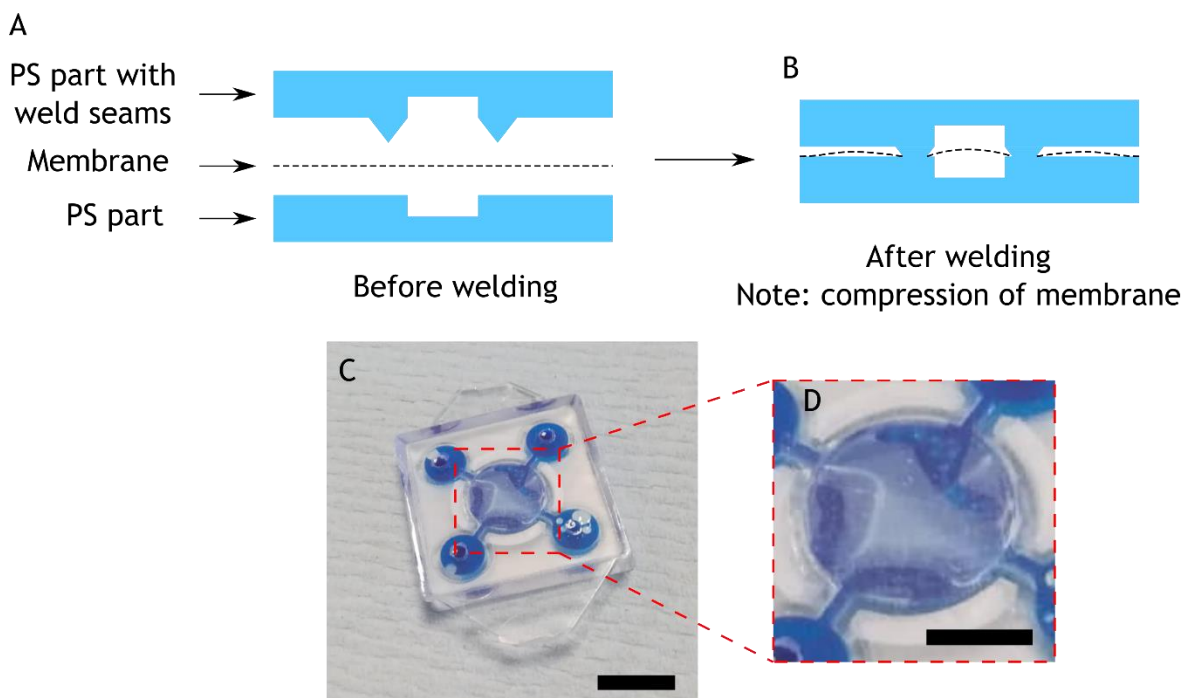 A
PS part with
weld seams
Membrane
PS part
Before welding
B
After welding
Note: compression of membrane
C
D